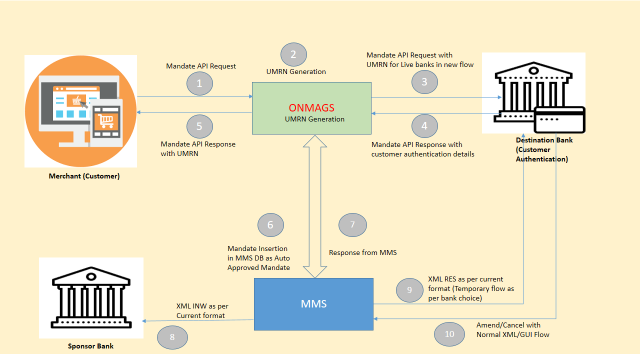 2
UMRN Generation
Mandate API Request
1
Mandate API Request with
UMRN for Live banks in new flow
3
ONMAGS
UMRN Generation
5
Mandate API Response
with UMRN
4
Mandate API Response with
customer authentication details
Merchant (Customer)
Destination Bank
(Customer
Authentication)
6
Mandate Insertion
in MMS DB as Auto
Approved Mandate
7
Response from MMS
MMS
9
XML RES as per current
format (Temporary flow as
per bank choice)
XML INW as per
Current format
8
Sponsor Bank
10
Amend/Cancel with
Normal XML/GUI Flow